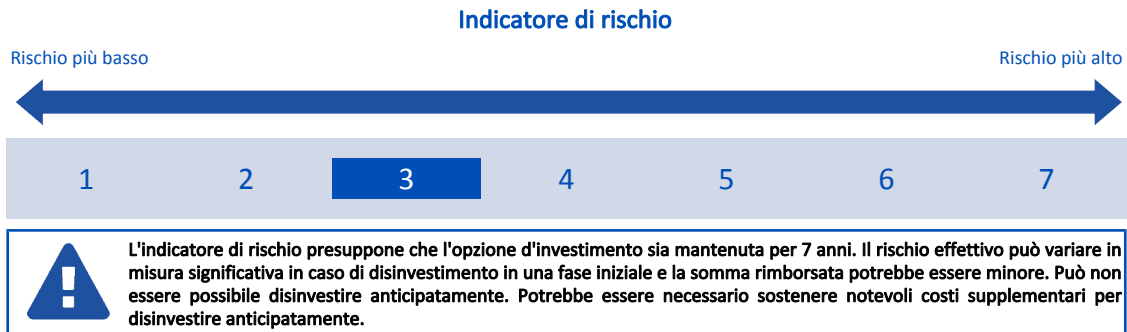 Indicatore di rischio
Rischio più basso
Rischio più alto
1 2 3 4 5 6 7
L'indicatore di rischio presuppone che l'opzione d'investimento sia mantenuta per 7 anni. Il rischio effettivo può variare in
misura significativa in caso di disinvestimento in una fase iniziale e la somma rimborsata potrebbe essere minore. Può non
essere possibile disinvestire anticipatamente. Potrebbe essere necessario sostenere notevoli costi supplementari per
disinvestire anticipatamente.